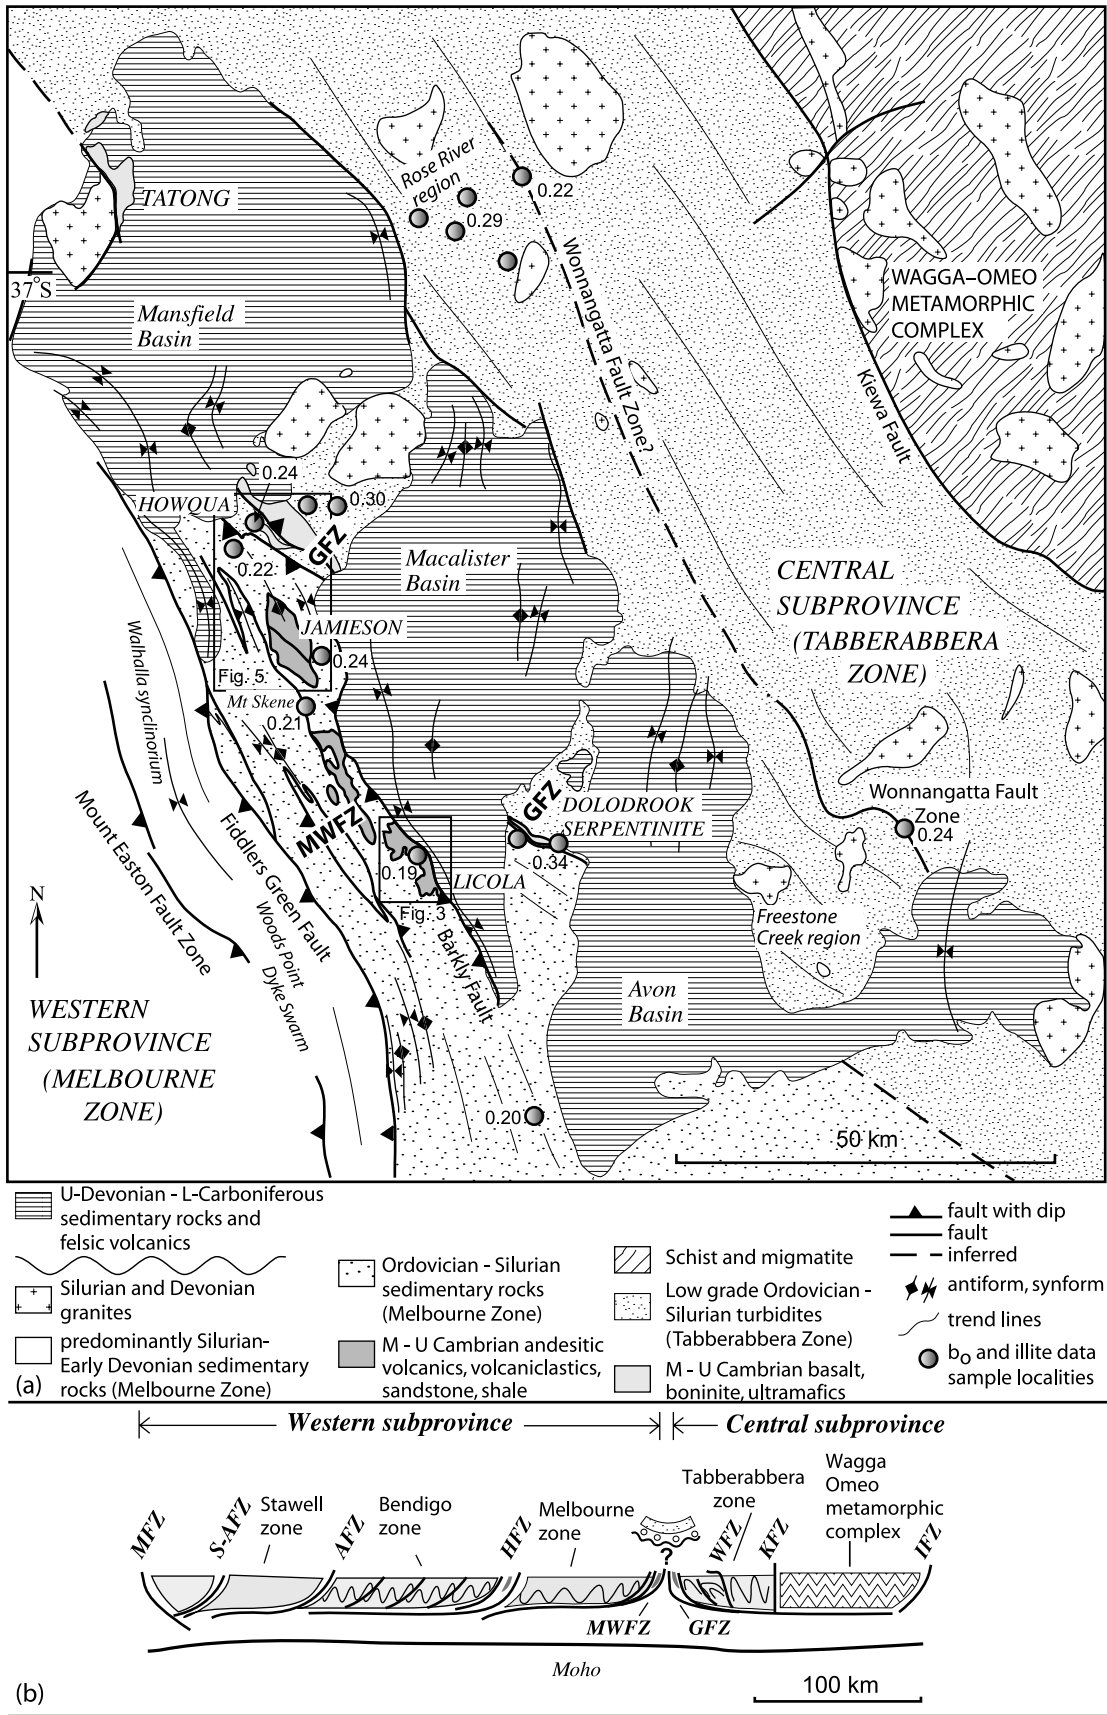 Rose River
region
0.22
0.29
TATONG
37°S
Mansfield
Basin
Wonnangatta Fault Zone?
WAGGA–OMEO
METAMORPHIC
COMPLEX
Kiewa Fault
0.24
HOWQUA
0.30
GFZ
0.22
Macalister
Basin
CENTRAL
SUBPROVINCE
(TABBERABBERA
ZONE)
JAMIESON
0.24
Fig. 5
Mt Skene
0.21
Walhalla synclinorium
Mount Easton Fault Zone
Fiddlers Green Fault
Woods Point
Dyke Swarm
MWFZ
GFZ
DOLODROOK
SERPENTINITE
0.34
Wonnangatta Fault
Zone
0.24
0.19
LICOLA
Fig. 3
Barkly Fault
Freestone
Creek region
N
Avon
Basin
WESTERN
SUBPROVINCE
(MELBOURNE
ZONE)
0.20
50 km
U-Devonian - L-Carboniferous
sedimentary rocks and
felsic volcanics
Silurian and Devonian
granites
predominantly Silurian-
Early Devonian sedimentary
rocks (Melbourne Zone)
Ordovician - Silurian
sedimentary rocks
(Melbourne Zone)
M - U Cambrian andesitic
volcanics, volcaniclastics,
sandstone, shale
Schist and migmatite
Low grade Ordovician -
Silurian turbidites
(Tabberabbera Zone)
M - U Cambrian basalt,
boninite, ultramafics
fault with dip
fault
inferred
antiform, synform
trend lines
bo and illite data
sample localities
(a)
Western subprovince
Central subprovince
MFZ
S-AFZ
Stawell
zone
AFZ
Bendigo
zone
HFZ
Melbourne
zone
?
Tabberabbera
zone
WFZ
KFZ
Wagga
Omeo
metamorphic
complex
IFZ
MWFZ
GFZ
Moho
100 km
(b)